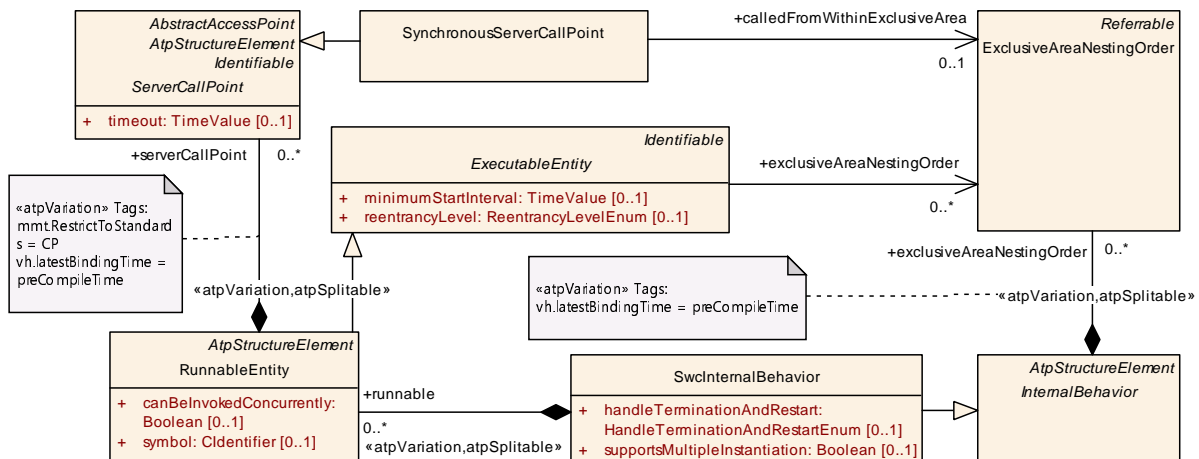 AbstractAccessPoint
AtpStructureElement
Identifiable
ServerCallPoint
+ timeout: TimeValue [0..1]
SynchronousServerCallPoint
+calledFromWithinExclusiveArea
0..1
Referrable
ExclusiveAreaNestingOrder
+serverCallPoint
0..*
Identifiable
ExecutableEntity
+ minimumStartInterval: TimeValue [0..1]
+ reentrancyLevel: ReentrancyLevelEnum [0..1]
+exclusiveAreaNestingOrder
0..*
«atpVariation» Tags:
mmt.RestrictToStandard
s = CP
vh.latestBindingTime =
preCompileTime
«atpVariation,atpSplitable»
+exclusiveAreaNestingOrder
0..*
«atpVariation» Tags:
vh.latestBindingTime = preCompileTime
«atpVariation,atpSplitable»
AtpStructureElement
RunnableEntity
+ canBeInvokedConcurrently:
Boolean [0..1]
+ symbol: CIdentifier [0..1]
+runnable
0..*
«atpVariation,atpSplitable»
SwcInternalBehavior
+ handleTerminationAndRestart:
HandleTerminationAndRestartEnum [0..1]
+ supportsMultipleInstantiation: Boolean [0..1]
AtpStructureElement
InternalBehavior